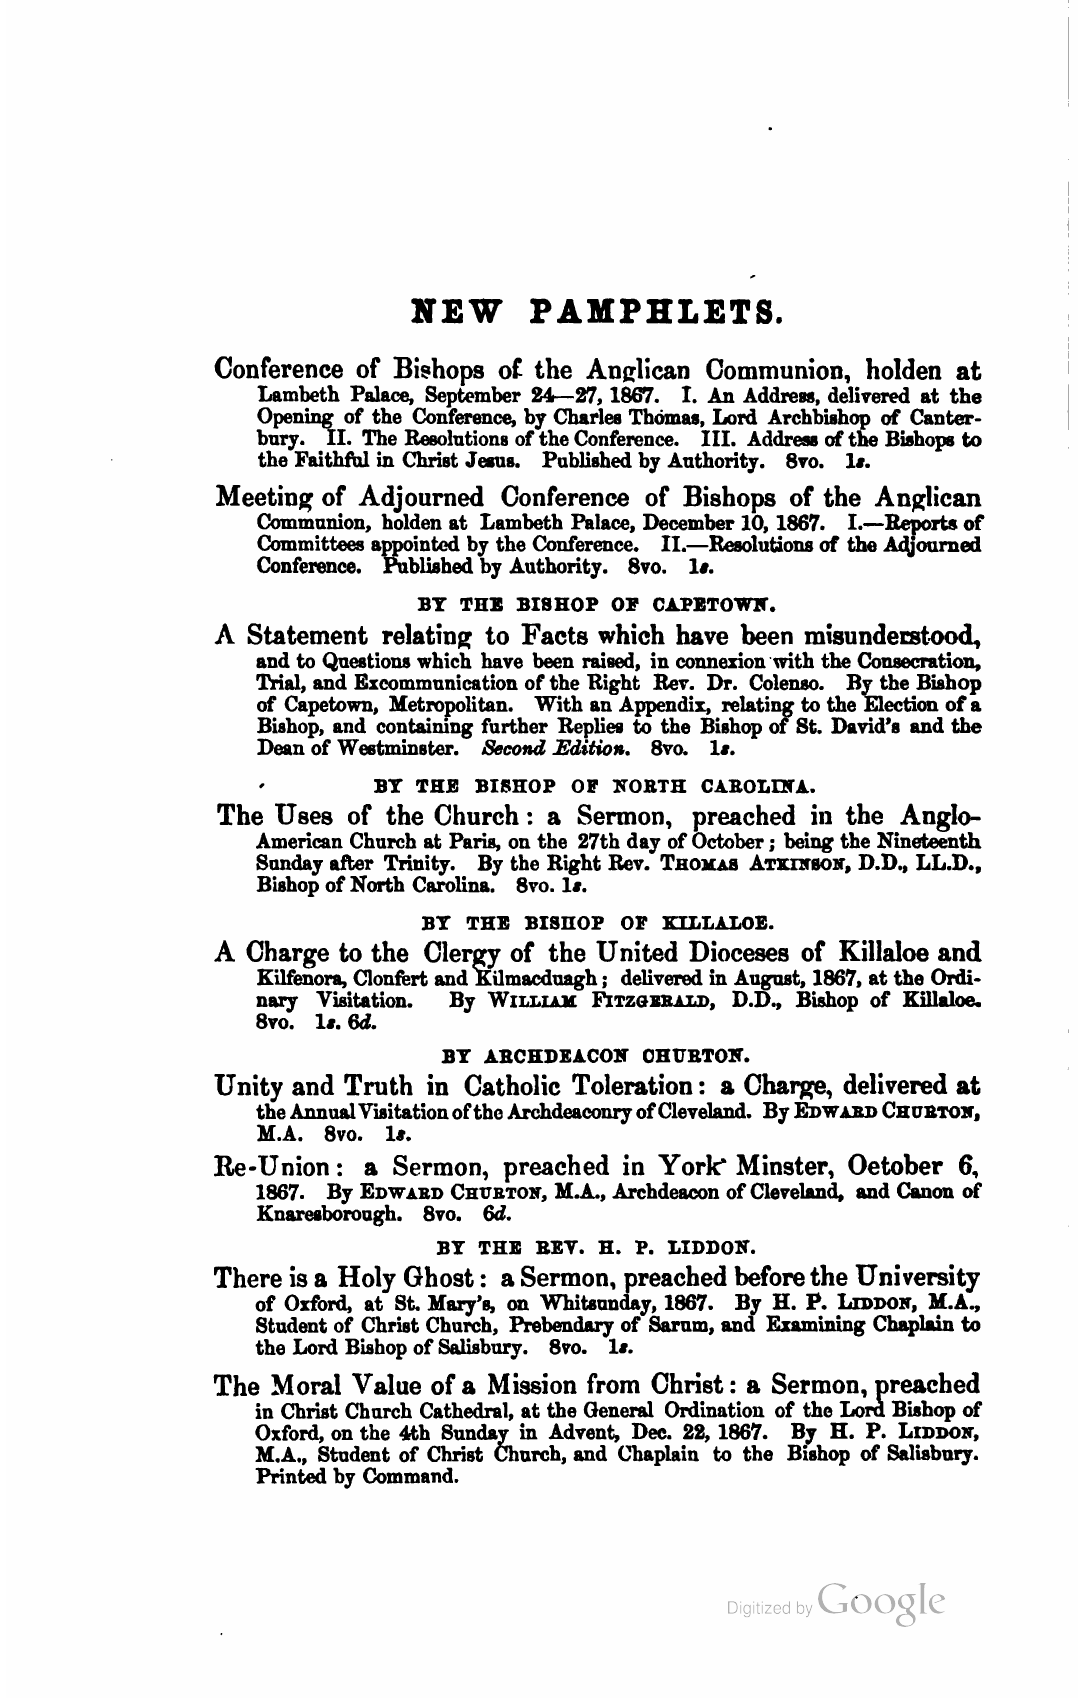 NEW PAMPHLETS.
Conference of Bishops of the Anglican Communion, holden at
Lambeth Palace, September 24—27, 1867. I. An Address, delivered at the
Opening of the Conference, by Charles Thomas, Lord Archbishop of Canter-
bury. II. The Resolutions of the Conference. III. Address of the Bishops to
the Faithful in Christ Jesus. Published by Authority. 8vo. 1s.
Meeting of Adjourned Conference of Bishops of the Anglican
Communion, holden at Lambeth Palace, December 10, 1867. I.—Reports of
Committees appointed by the Conference. II.—Resolutions of the Adjourned
Conference. Published by Authority. 8vo. 1s.
BY THE BISHOP OF CAPETOWN.
A Statement relating to Facts which have been misunderstood,
and to Questions which have been raised, in connexion with the Consecration,
Trial, and Excommunication of the Right Rev. Dr. Colenso. By the Bishop
of Capetown, Metropolitan. With an Appendix, relating to the Election of a
Bishop, and containing further Replies to the Bishop of St. David's and the
Dean of Westminster. Second Edition. 8vo. 1s.
BY THE BISHOP OF NORTH CAROLINA.
The Uses of the Church : a Sermon, preached in the Anglo-
American Church at Paris, on the 27th day of October ; being the Nineteenth
Sunday after Trinity. By the Right Rev. THOMAS ATKINSON, D.D., LL.D.,
Bishop of North Carolina. 8vo. 1s.
BY THE BISHOP OF KILLALOE.
A Charge to the Clergy of the United Dioceses of Killaloe and
Kilfenora, Clonfert and Kilmacduagh ; delivered in August, 1867, at the Ordi-
nary Visitation. By WILLIAM FITZGERALD, D.D., Bishop of Killaloe.
8vo. 1s. 6d.
BY ARCHDEACON CHURTON.
Unity and Truth in Catholic Toleration : a Charge, delivered at
the Annual Visitation of the Archdeaconry of Cleveland. By EDWARD CHURTON,
M.A. 8vo. 1s.
Re-Union : a Sermon, preached in York Minster, October 6,
1867. By EDWARD CHURTON, M.A., Archdeacon of Cleveland, and Canon of
Knaresborough. 8vo. 6d.
BY THE REV. H. P. LIDDON.
There is a Holy Ghost : a Sermon, preached before the University
of Oxford, at St. Mary's, on Whitsunday, 1867. By H. P. LIDDON, M.A.,
Student of Christ Church, Prebendary of Sarum, and Examining Chaplain to
the Lord Bishop of Salisbury. 8vo. 1s.
The Moral Value of a Mission from Christ : a Sermon, preached
in Christ Church Cathedral, at the General Ordination of the Lord Bishop of
Oxford, on the 4th Sunday in Advent, Dec. 22, 1867. By H. P. LIDDON,
M.A., Student of Christ Church, and Chaplain to the Bishop of Salisbury.
Printed by Command.
Digitized by Google